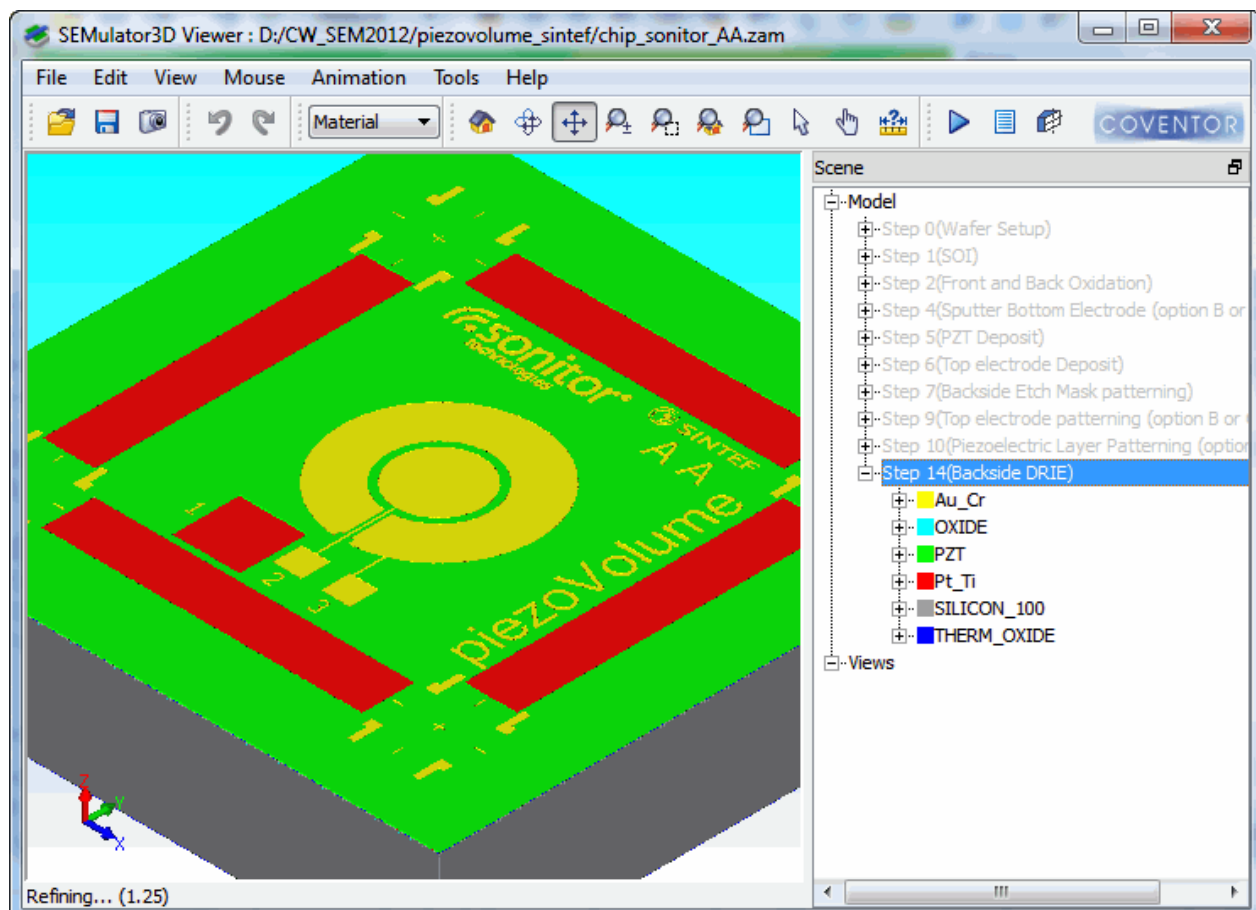 SEMulator3D Viewer : D:/CW_SEM2012/piezovolume_sintef/chip_sonitor_AA.zam
File Edit View Mouse Animation Tools Help
Material
COVENTOR
sonitor
technologies
SINTEF
A A
piezoVolume
1
2
3
Z
Y
X
Refining... (1.25)
Scene
Model
Step 0(Wafer Setup)
Step 1(SOI)
Step 2(Front and Back Oxidation)
Step 4(Sputter Bottom Electrode (option B or
Step 5(PZT Deposit)
Step 6(Top electrode Deposit)
Step 7(Backside Etch Mask patterning)
Step 9(Top electrode patterning (option B or
Step 10(Piezoelectric Layer Patterning (option
Step 14(Backside DRIE)
Au_Cr
OXIDE
PZT
Pt_Ti
SILICON_100
THERM_OXIDE
Views